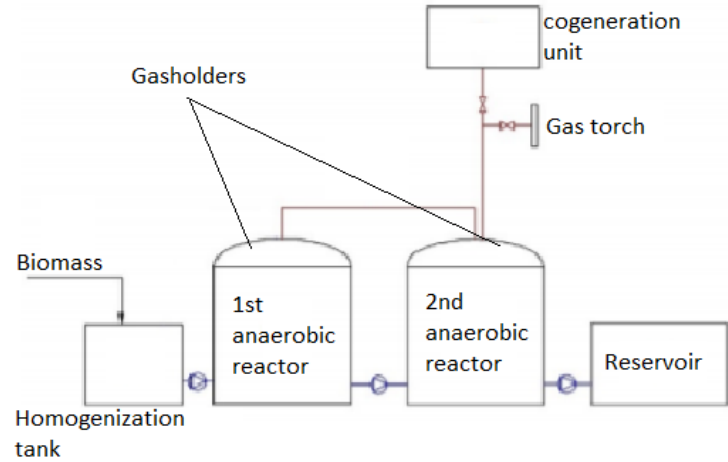 cogeneration
unit
Gasholders
Gas torch
Biomass
1st
anaerobic
reactor
2nd
anaerobic
reactor
Reservoir
Homogenization
tank